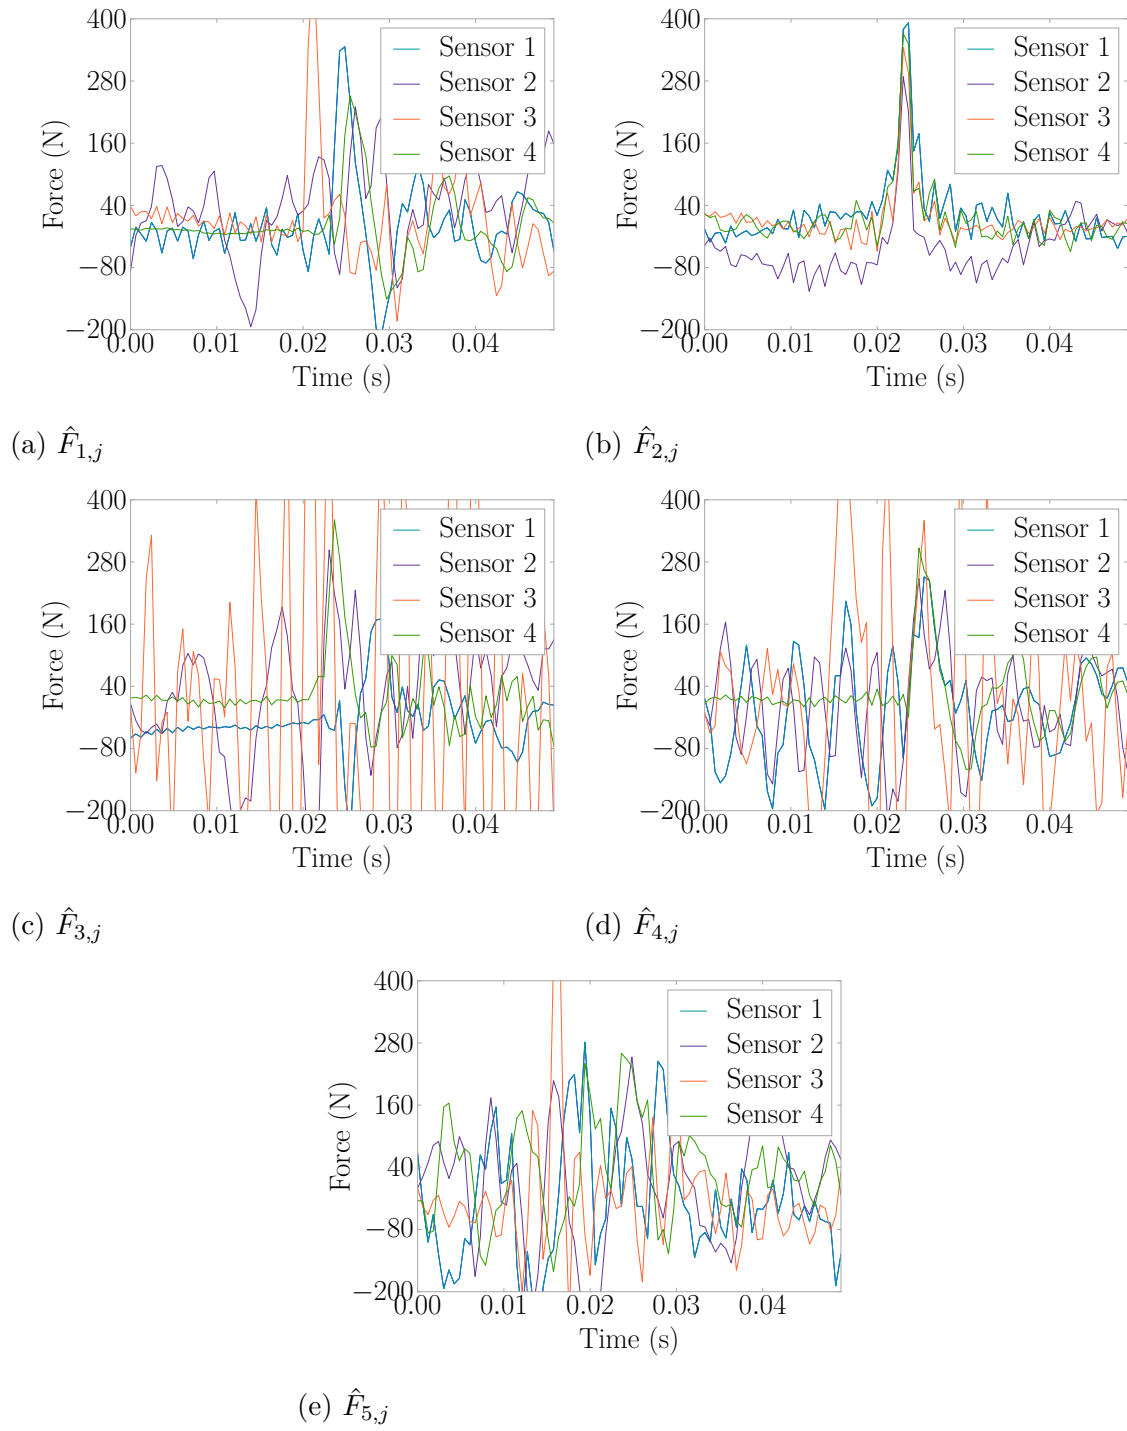 400
280
160
40
−80
−200
0.00 0.01 0.02 0.03 0.04
Force (N)
Time (s)
Sensor 1
Sensor 2
Sensor 3
Sensor 4
(a) F̂1,j
400
280
160
40
−80
−200
0.00 0.01 0.02 0.03 0.04
Force (N)
Time (s)
Sensor 1
Sensor 2
Sensor 3
Sensor 4
(b) F̂2,j
400
280
160
40
−80
−200
0.00 0.01 0.02 0.03 0.04
Force (N)
Time (s)
Sensor 1
Sensor 2
Sensor 3
Sensor 4
(c) F̂3,j
400
280
160
40
−80
−200
0.00 0.01 0.02 0.03 0.04
Force (N)
Time (s)
Sensor 1
Sensor 2
Sensor 3
Sensor 4
(d) F̂4,j
400
280
160
40
−80
−200
0.00 0.01 0.02 0.03 0.04
Force (N)
Time (s)
Sensor 1
Sensor 2
Sensor 3
Sensor 4
(e) F̂5,j